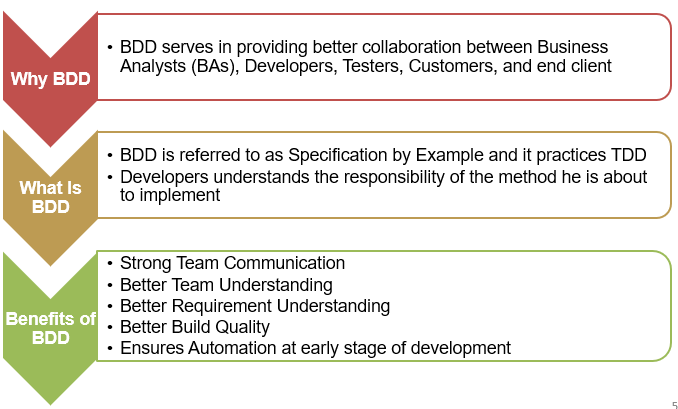 Why BDD
• BDD serves in providing better collaboration between Business
Analysts (BAs), Developers, Testers, Customers, and end client
What Is
BDD
• BDD is referred to as Specification by Example and it practices TDD
• Developers understands the responsibility of the method he is about
to implement
Benefits of
BDD
• Strong Team Communication
• Better Team Understanding
• Better Requirement Understanding
• Better Build Quality
• Ensures Automation at early stage of development
5